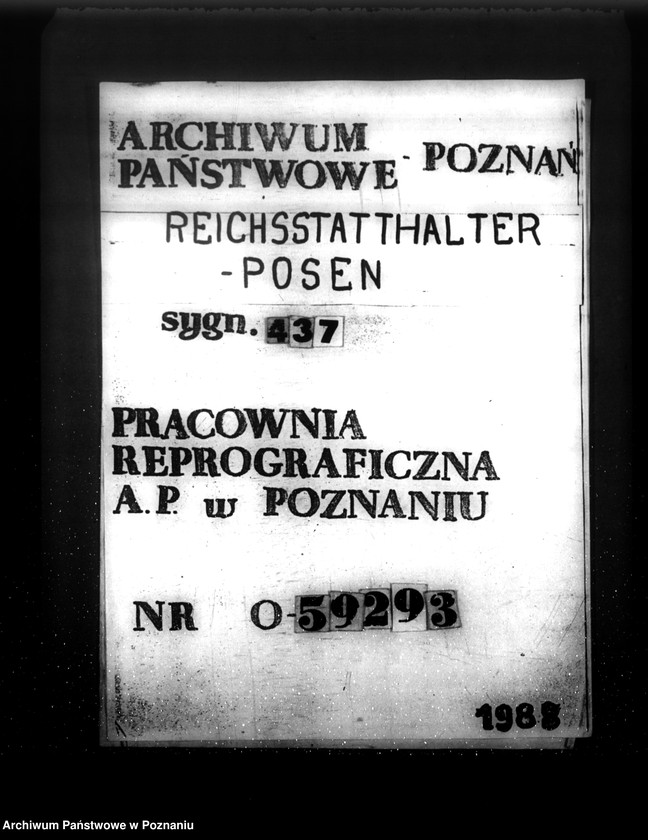 ARCHIWUM
PAŃSTWOWE - POZNAŃ
REICHSSTATTHALTER
-POSEN
sygn. 437
PRACOWNIA
REPROGRAFICZNA
A.P. w POZNANIU
NR O-59293
1988
Archiwum Państwowe w Poznaniu